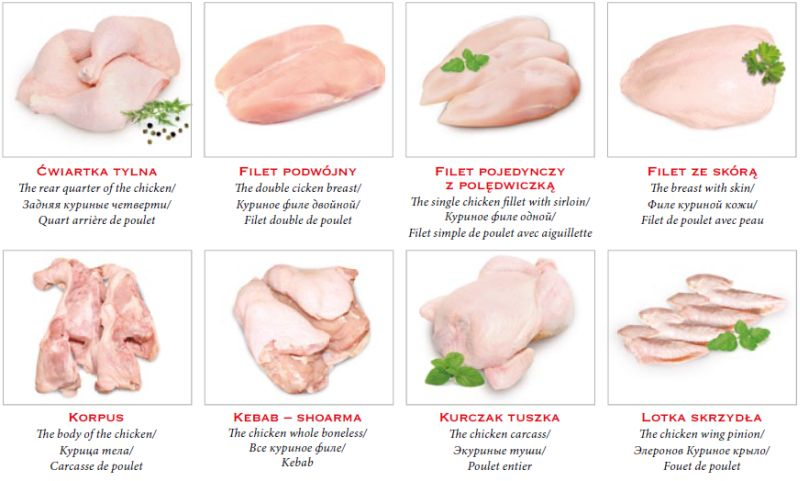 ĆWIARTKA TYLNA
The rear quarter of the chicken/
Задняя куриные четверти/
Quart arrière de poulet
FILET PODWÓJNY
The double cicken breast/
Куриное филе двойной/
Filet double de poulet
FILET POJEDYNCZY
Z POLĘDWICZKĄ
The single chicken fillet with sirloin/
Куриное филе одной/
Filet simple de poulet avec aiguillette
FILET ZE SKÓRĄ
The breast with skin/
Филе куриной кожи/
Filet de poulet avec peau
KORPUS
The body of the chicken/
Курица тела/
Carcasse de poulet
KEBAB – SHOARMA
The chicken whole boneless/
Все куриное филе/
Kebab
KURCZAK TUSZKA
The chicken carcass/
Экуриные туши/
Poulet entier
LOTKA SKRZYDŁA
The chicken wing pinion/
Элеронов Куриное крыло/
Fouet de poulet